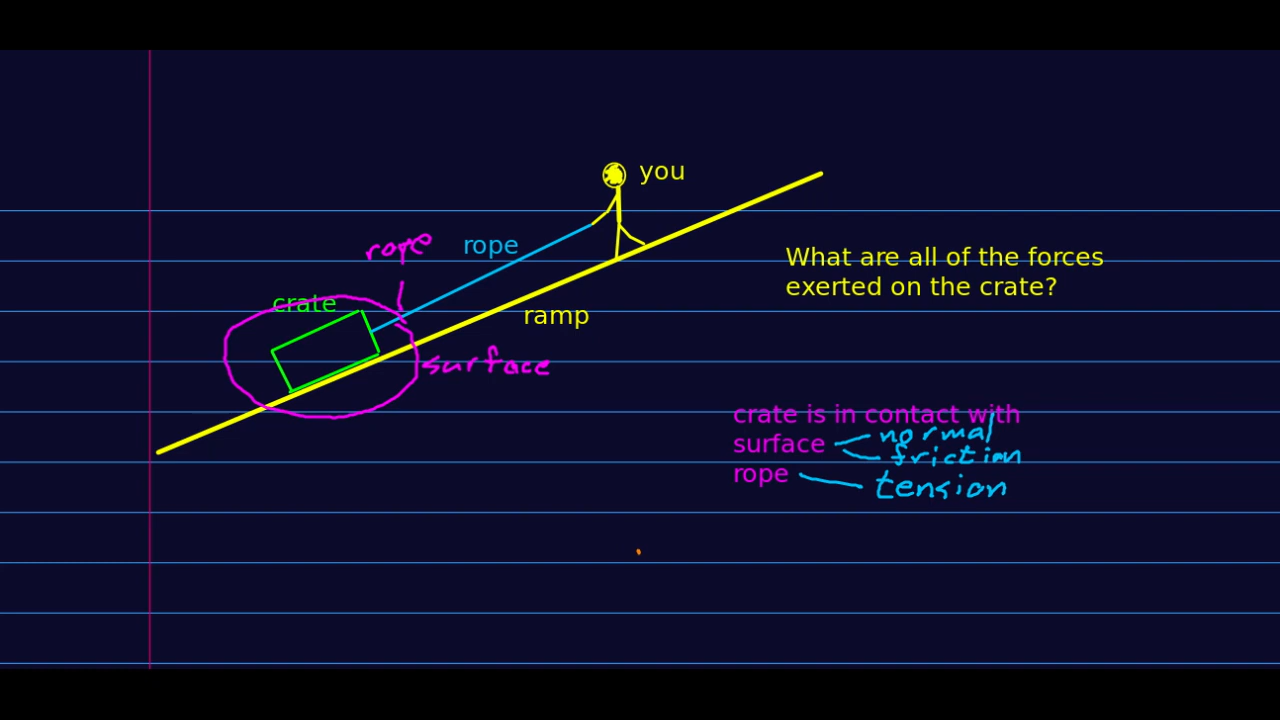 you
rope
rope
crate
ramp
surface
What are all of the forces
exerted on the crate?
crate is in contact with
surface normal
friction
rope tension